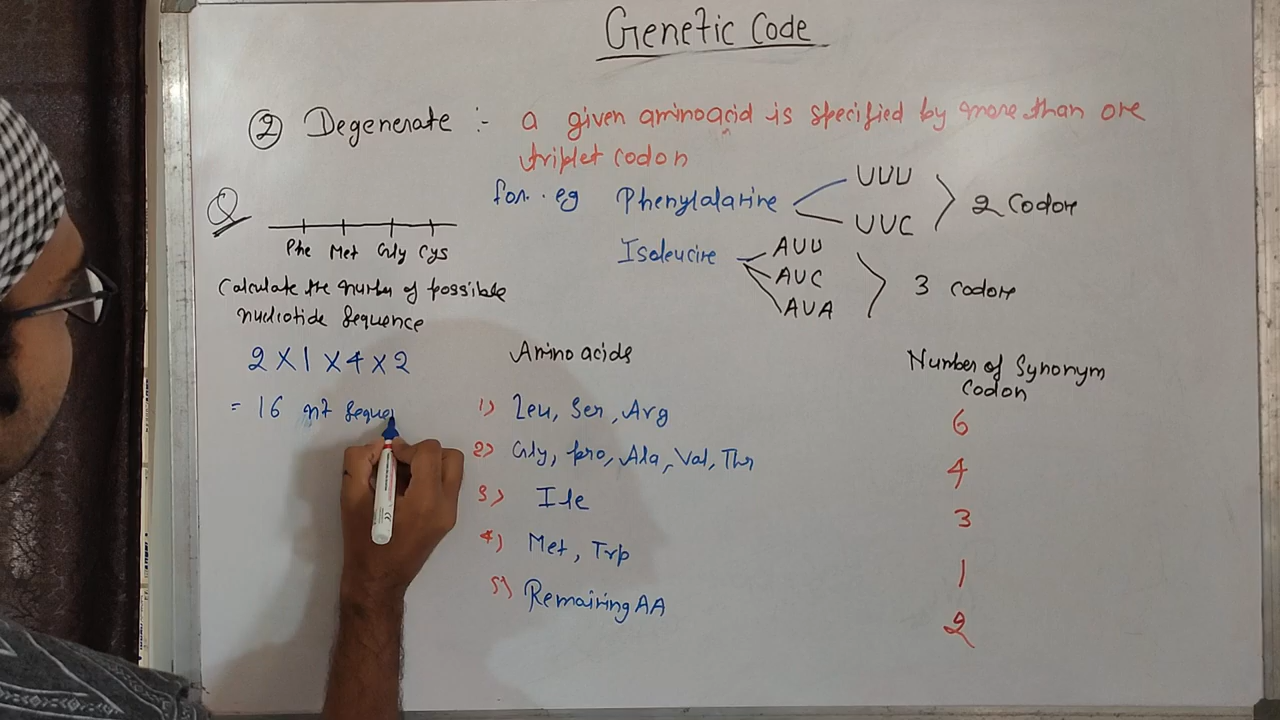 Genetic Code
② Degenerate :- a given aminoacid is specified by more than one
triplet codon
for. eg Phenylalanine UUU
UUC
2 Codon
Isoleucine AUU
AUC
AUA
3 codon
Q
Phe Met Gly Cys
Calculate the number of possible
nucliotide sequence
2 X 1 X 4 X 2
= 16 nt Seque
Amino acids
Number of Synonym
Codon
1) Leu, Ser, Arg 6
2) Gly, pro, Ala, Val, Thr 4
3) Ile 3
4) Met, Trp 1
5) Remaining AA 2